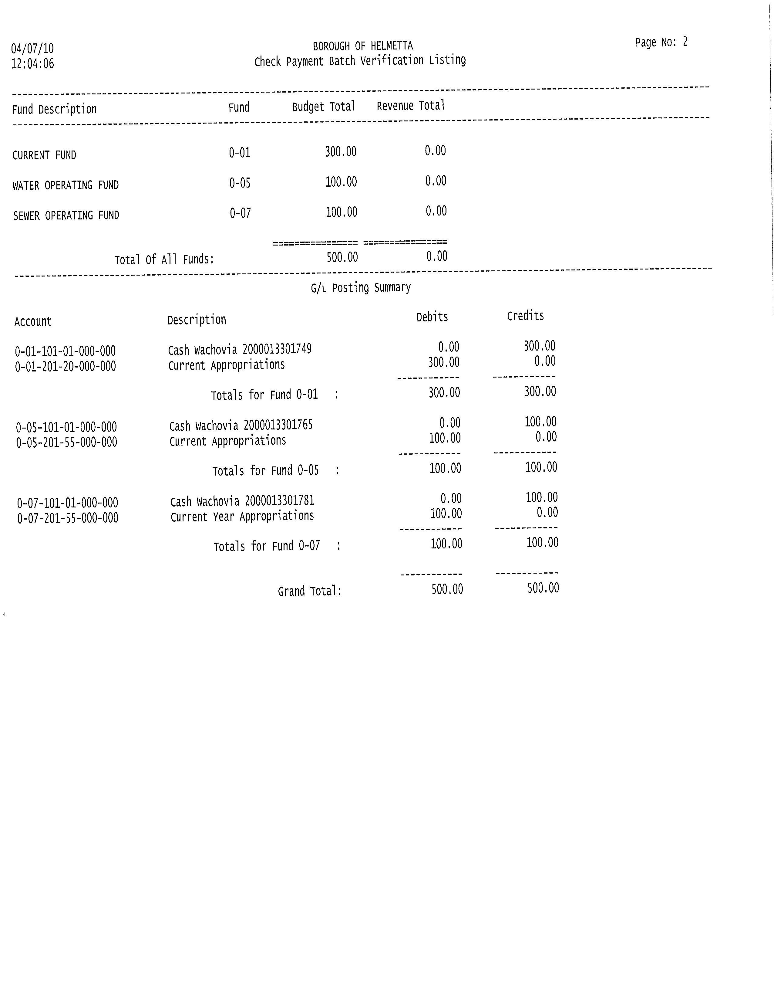 04/07/10 BOROUGH OF HELMETTA Page No: 2
12:04:06 Check Payment Batch Verification Listing
Fund Description Fund Budget Total Revenue Total
CURRENT FUND 0-01 300.00 0.00
WATER OPERATING FUND 0-05 100.00 0.00
SEWER OPERATING FUND 0-07 100.00 0.00
Total Of All Funds: 500.00 0.00
G/L Posting Summary
Account Description Debits Credits
0-01-101-01-000-000 Cash Wachovia 2000013301749 0.00 300.00
0-01-201-20-000-000 Current Appropriations 300.00 0.00
Totals for Fund 0-01 : 300.00 300.00
0-05-101-01-000-000 Cash Wachovia 2000013301765 0.00 100.00
0-05-201-55-000-000 Current Appropriations 100.00 0.00
Totals for Fund 0-05 : 100.00 100.00
0-07-101-01-000-000 Cash Wachovia 2000013301781 0.00 100.00
0-07-201-55-000-000 Current Year Appropriations 100.00 0.00
Totals for Fund 0-07 : 100.00 100.00
Grand Total: 500.00 500.00